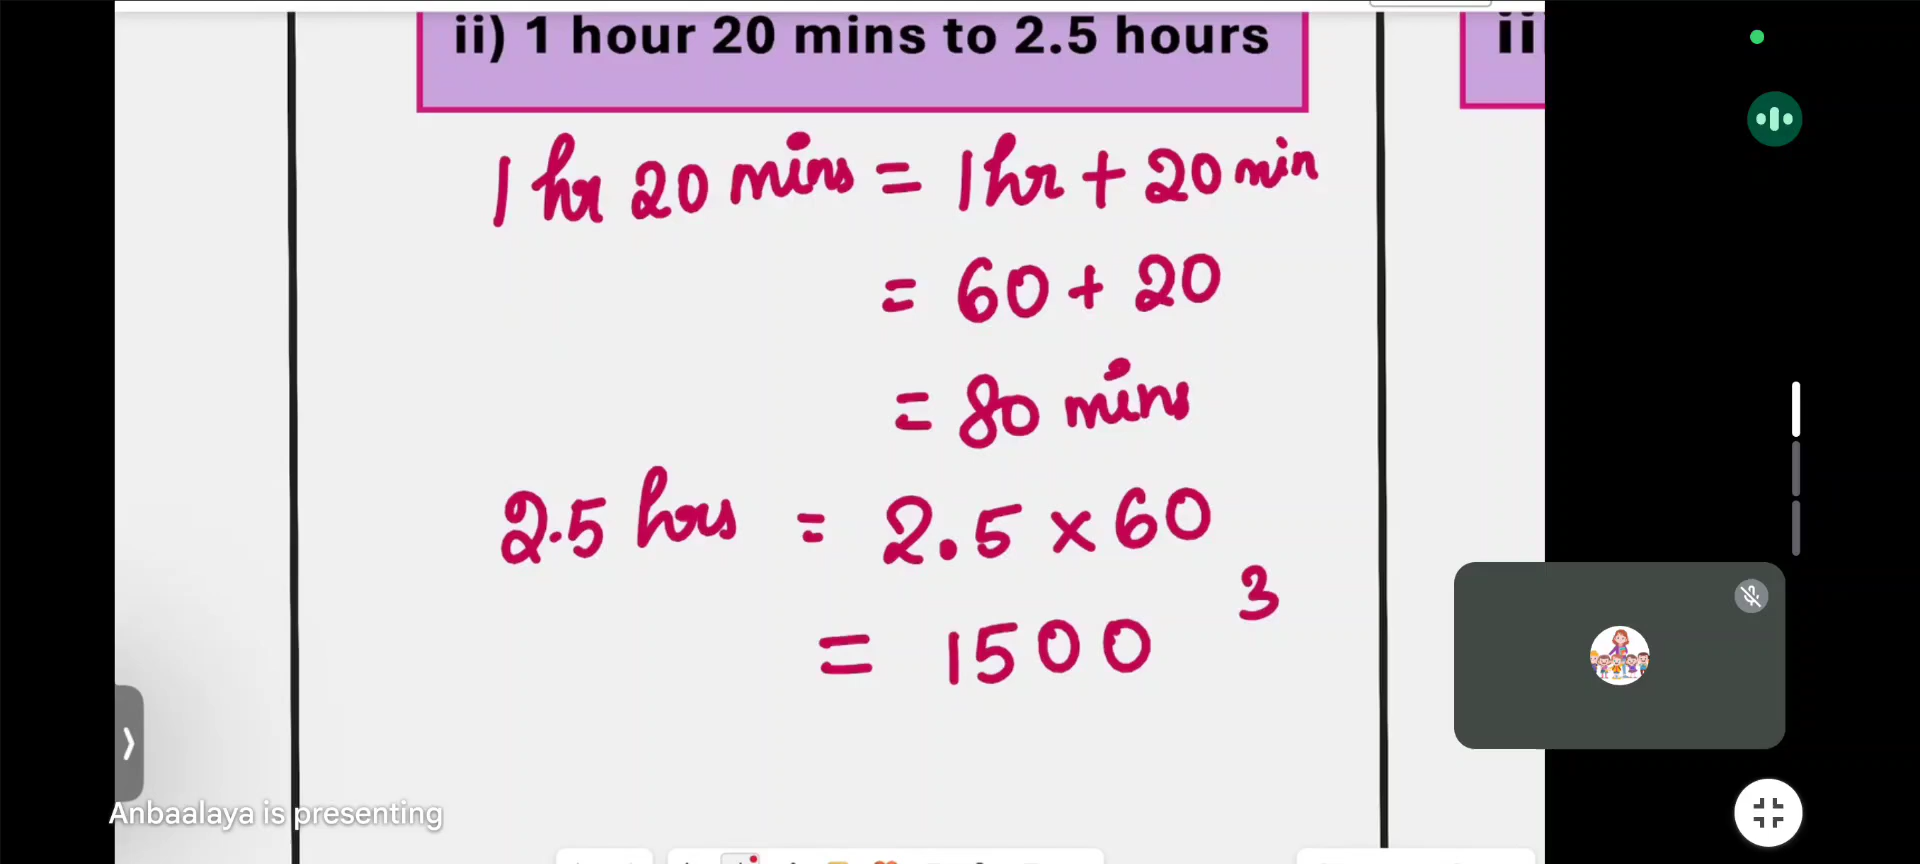 ii) 1 hour 20 mins to 2.5 hours
ii
1 hr 20 mins = 1 hr + 20 min
= 60 + 20
= 80 mins
2.5 hrs = 2.5 × 60
3
= 1500
Anbaalaya is presenting